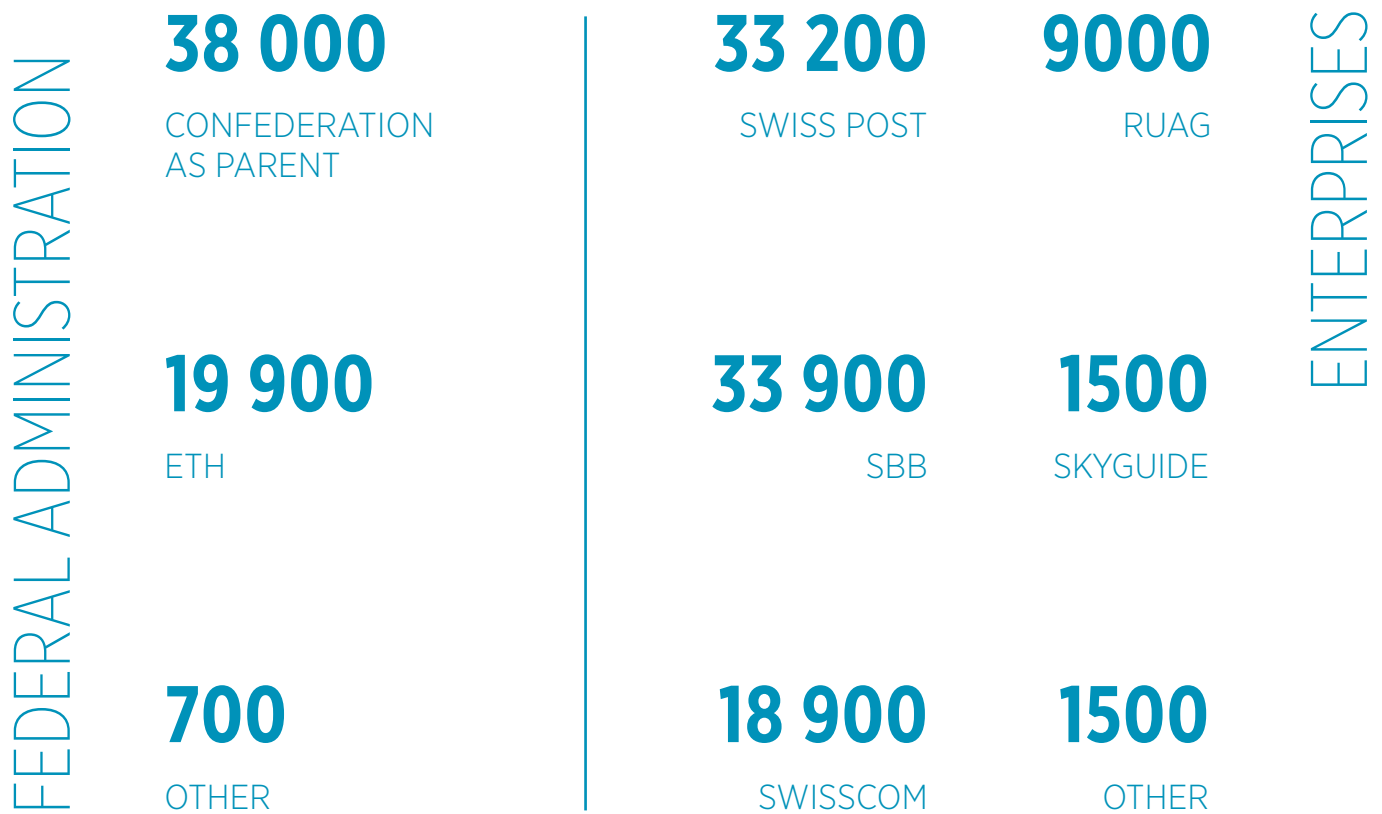 FEDERAL ADMINISTRATION
38 000
CONFEDERATION
AS PARENT
19 900
ETH
700
OTHER
33 200
SWISS POST
9000
RUAG
33 900
SBB
1500
SKYGUIDE
18 900
SWISSCOM
1500
OTHER
ENTERPRISES